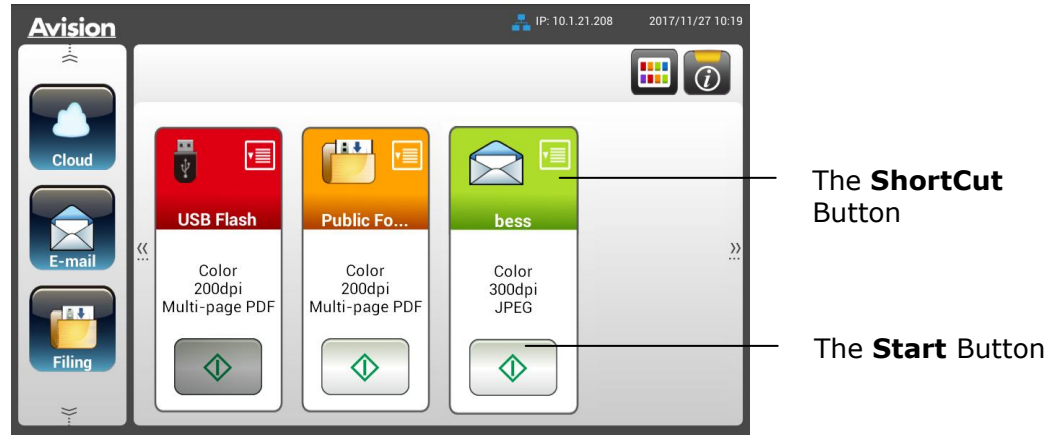 Avision
IP: 10.1.21.208
2017/11/27 10:19
Cloud
E-mail
Filing
USB Flash
Color
200dpi
Multi-page PDF
Public Fo...
Color
200dpi
Multi-page PDF
bess
Color
300dpi
JPEG
The ShortCut
Button
The Start Button